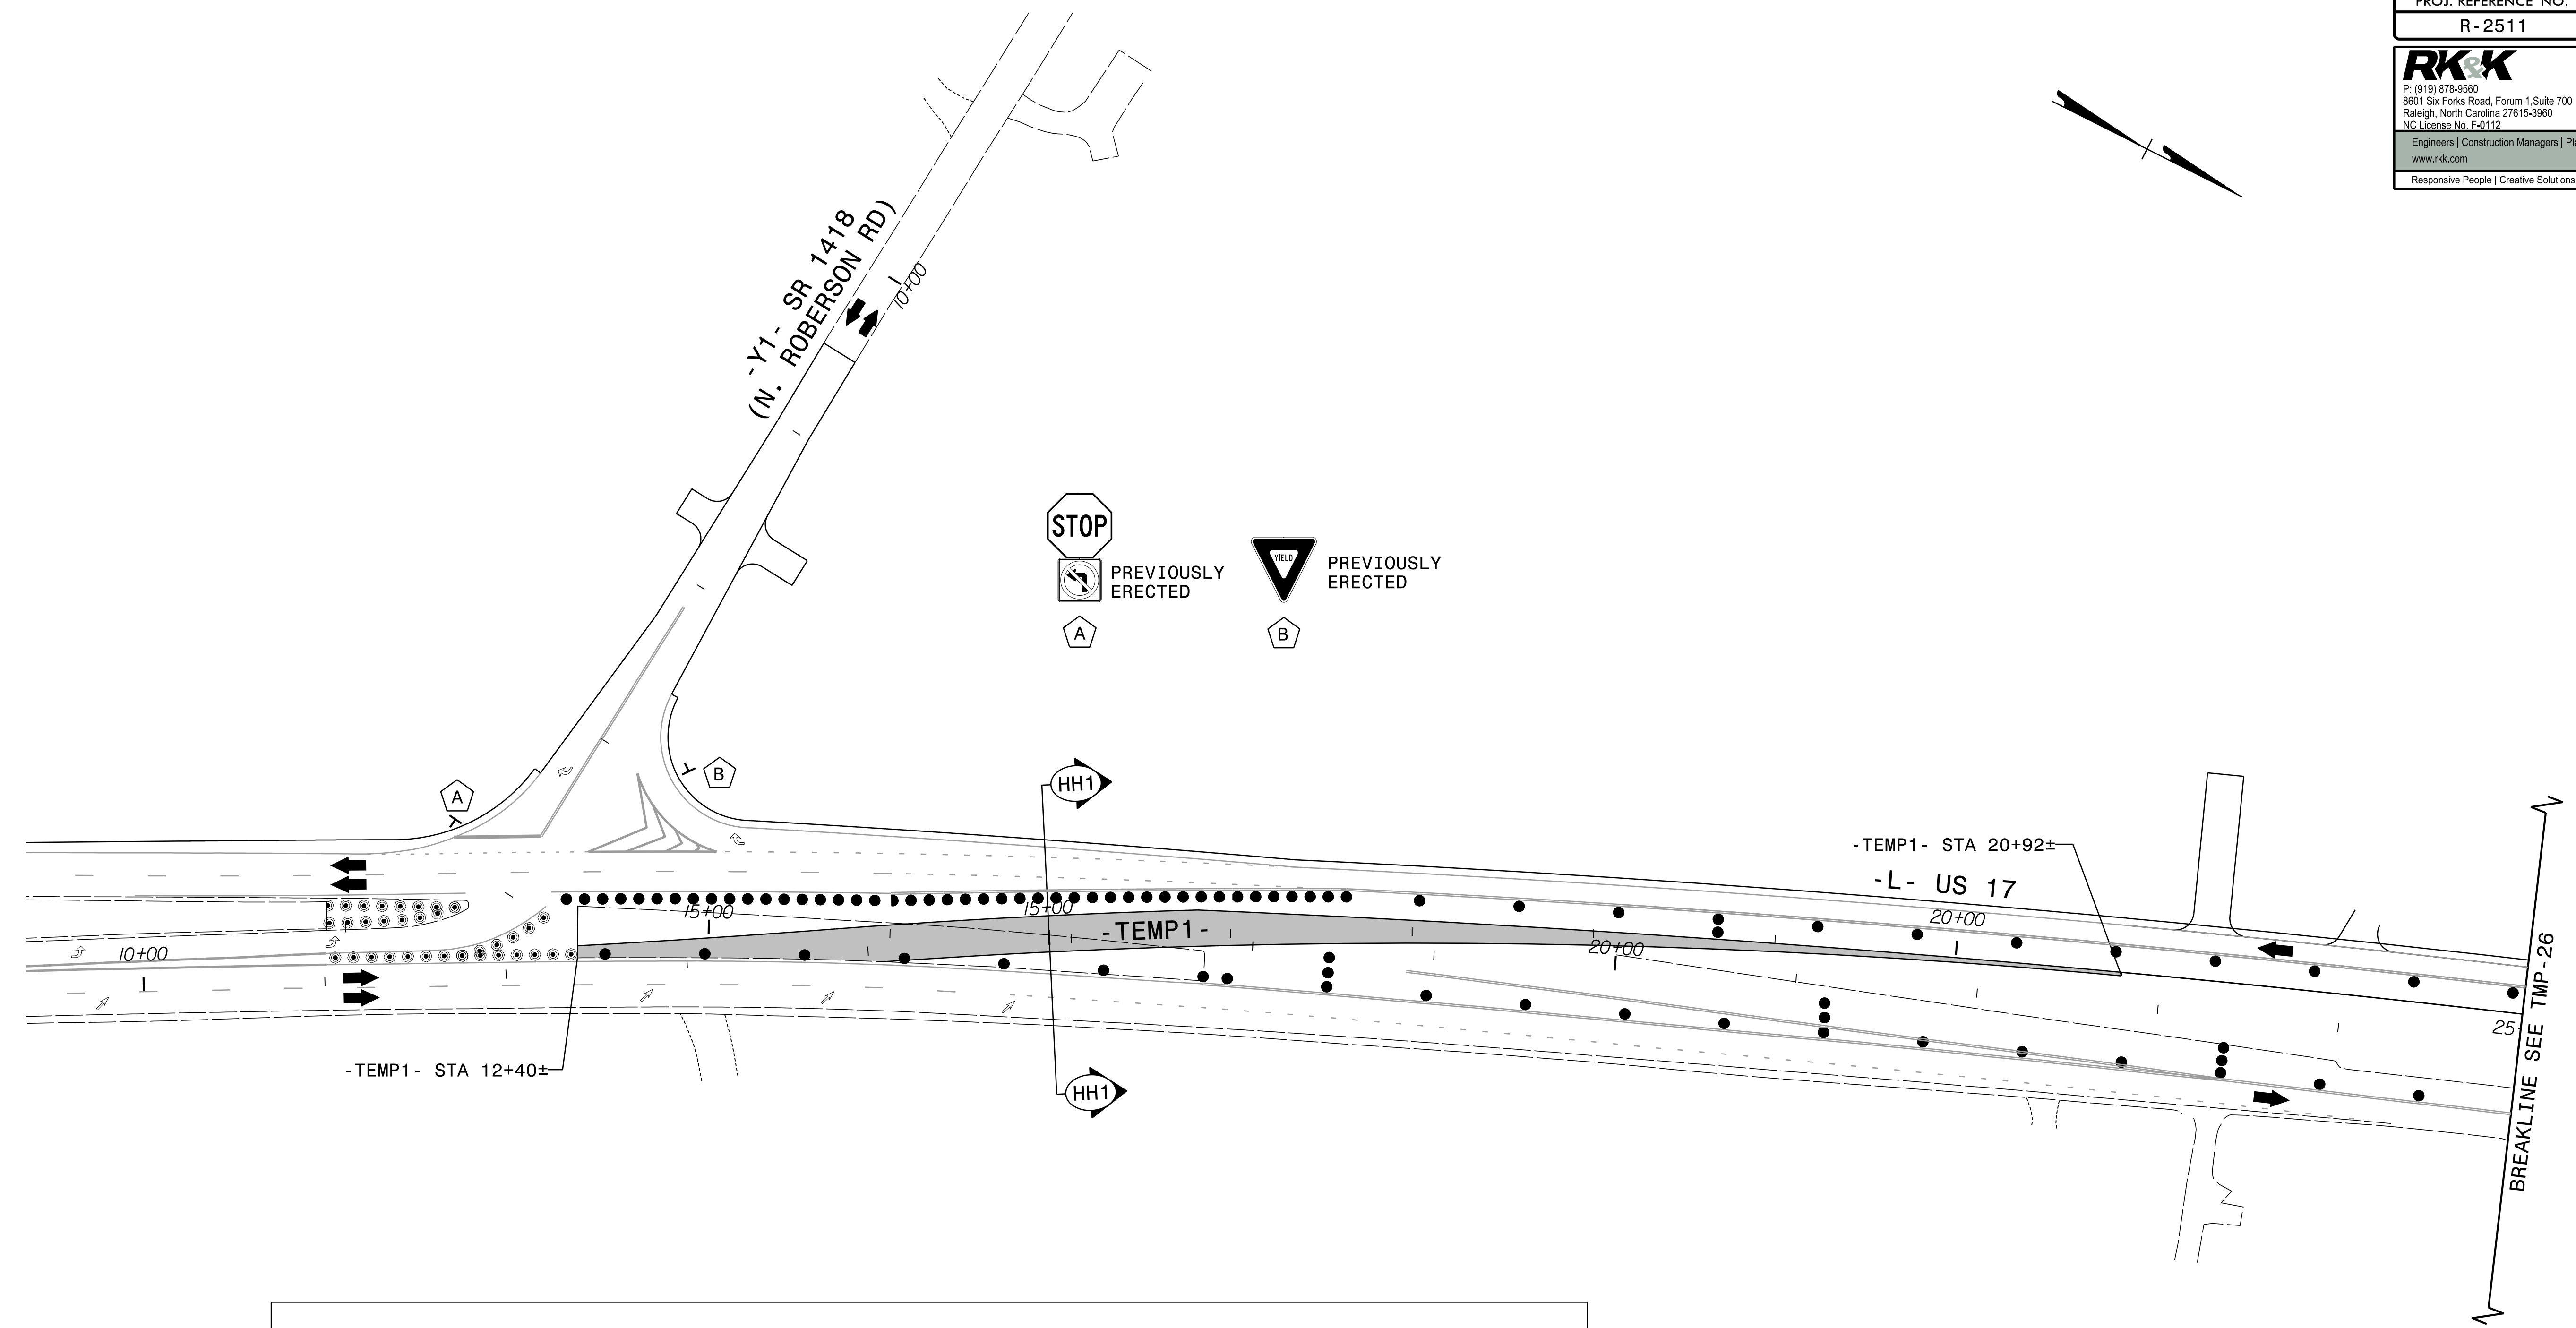 PROJ. REFERENCE NO.
R-2511
RK&K
P: (919) 878-9560
8601 Six Forks Road, Forum 1,Suite 700
Raleigh, North Carolina 27615-3960
NC License No. F-0112
Engineers | Construction Managers |
www.rkk.com
Responsive People | Creative Solutions
-Y1- SR 1418
(N. ROBERSON RD)
10+00
STOP
PREVIOUSLY
ERECTED
A
YIELD
PREVIOUSLY
ERECTED
B
A
B
HH1
-TEMP1- STA 20+92±
-L- US 17
15+00
15+00
20+00
-TEMP1-
20+00
10+00
25+
-TEMP1- STA 12+40±
HH1
BREAKLINE SEE TMP-26